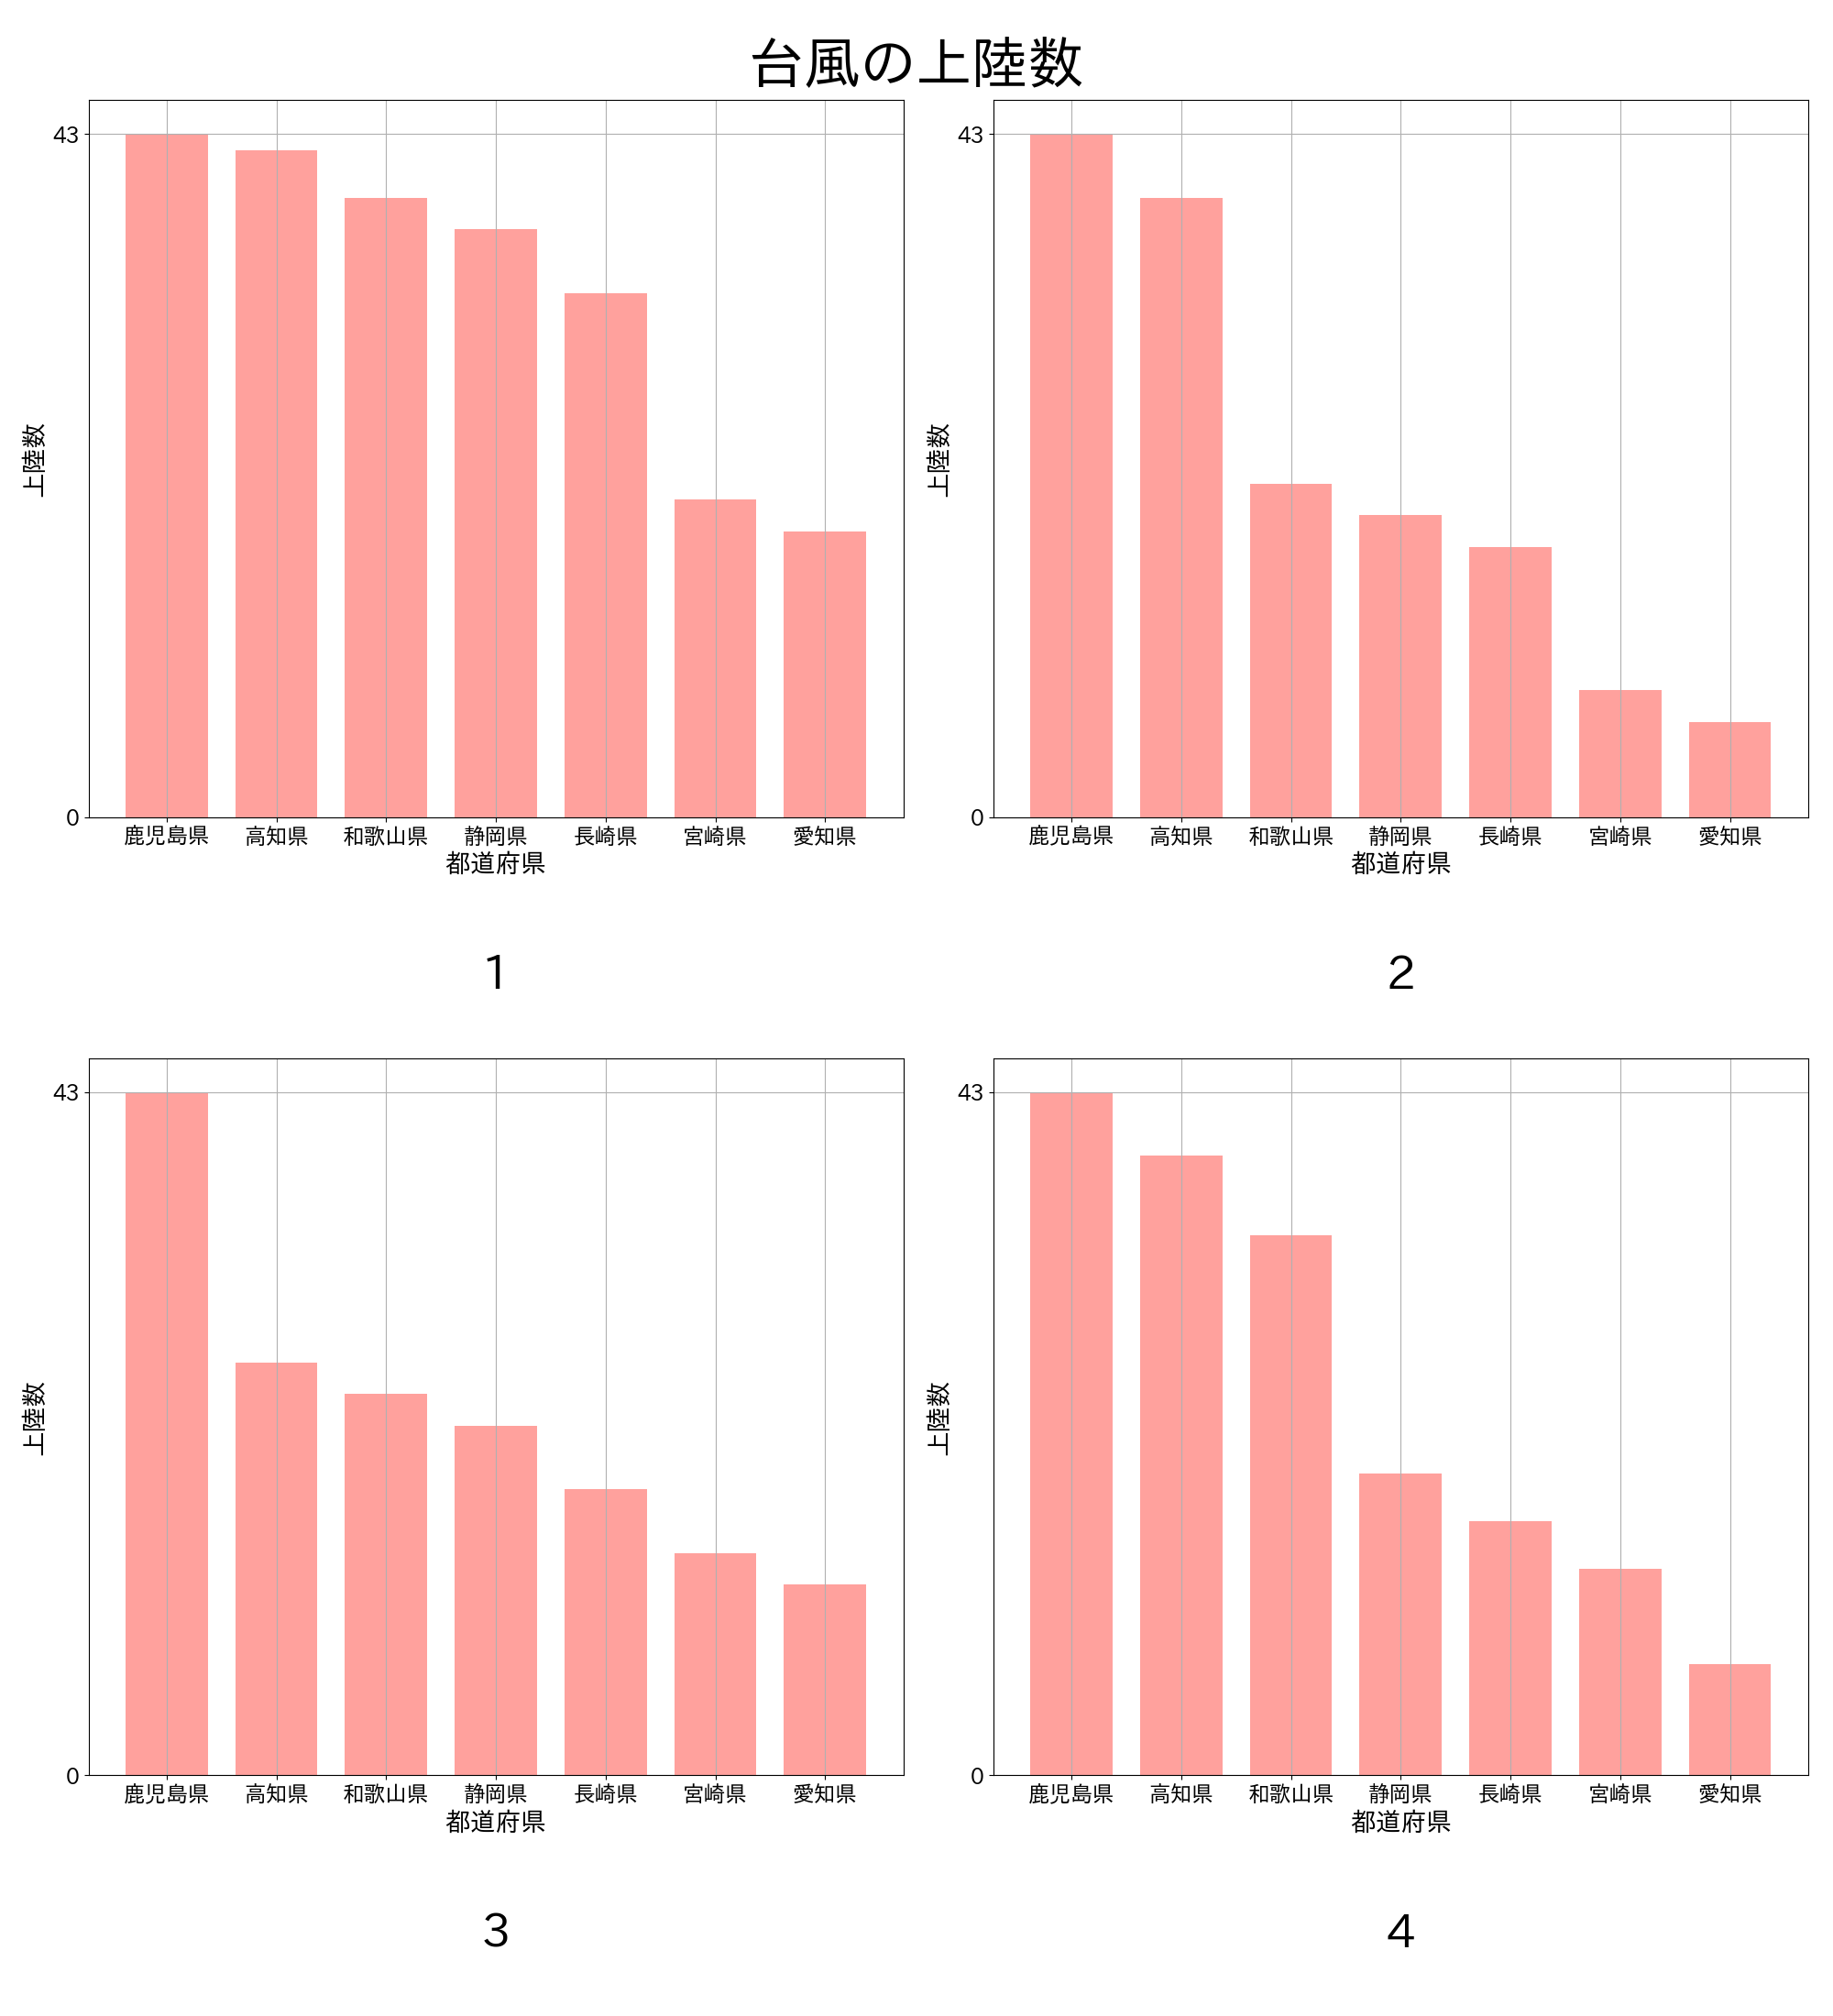 台風の上陸数
43
0
上陸数
鹿児島県 高知県 和歌山県 静岡県 長崎県 宮崎県 愛知県
都道府県
1
43
0
上陸数
鹿児島県 高知県 和歌山県 静岡県 長崎県 宮崎県 愛知県
都道府県
2
43
0
上陸数
鹿児島県 高知県 和歌山県 静岡県 長崎県 宮崎県 愛知県
都道府県
3
43
0
上陸数
鹿児島県 高知県 和歌山県 静岡県 長崎県 宮崎県 愛知県
都道府県
4